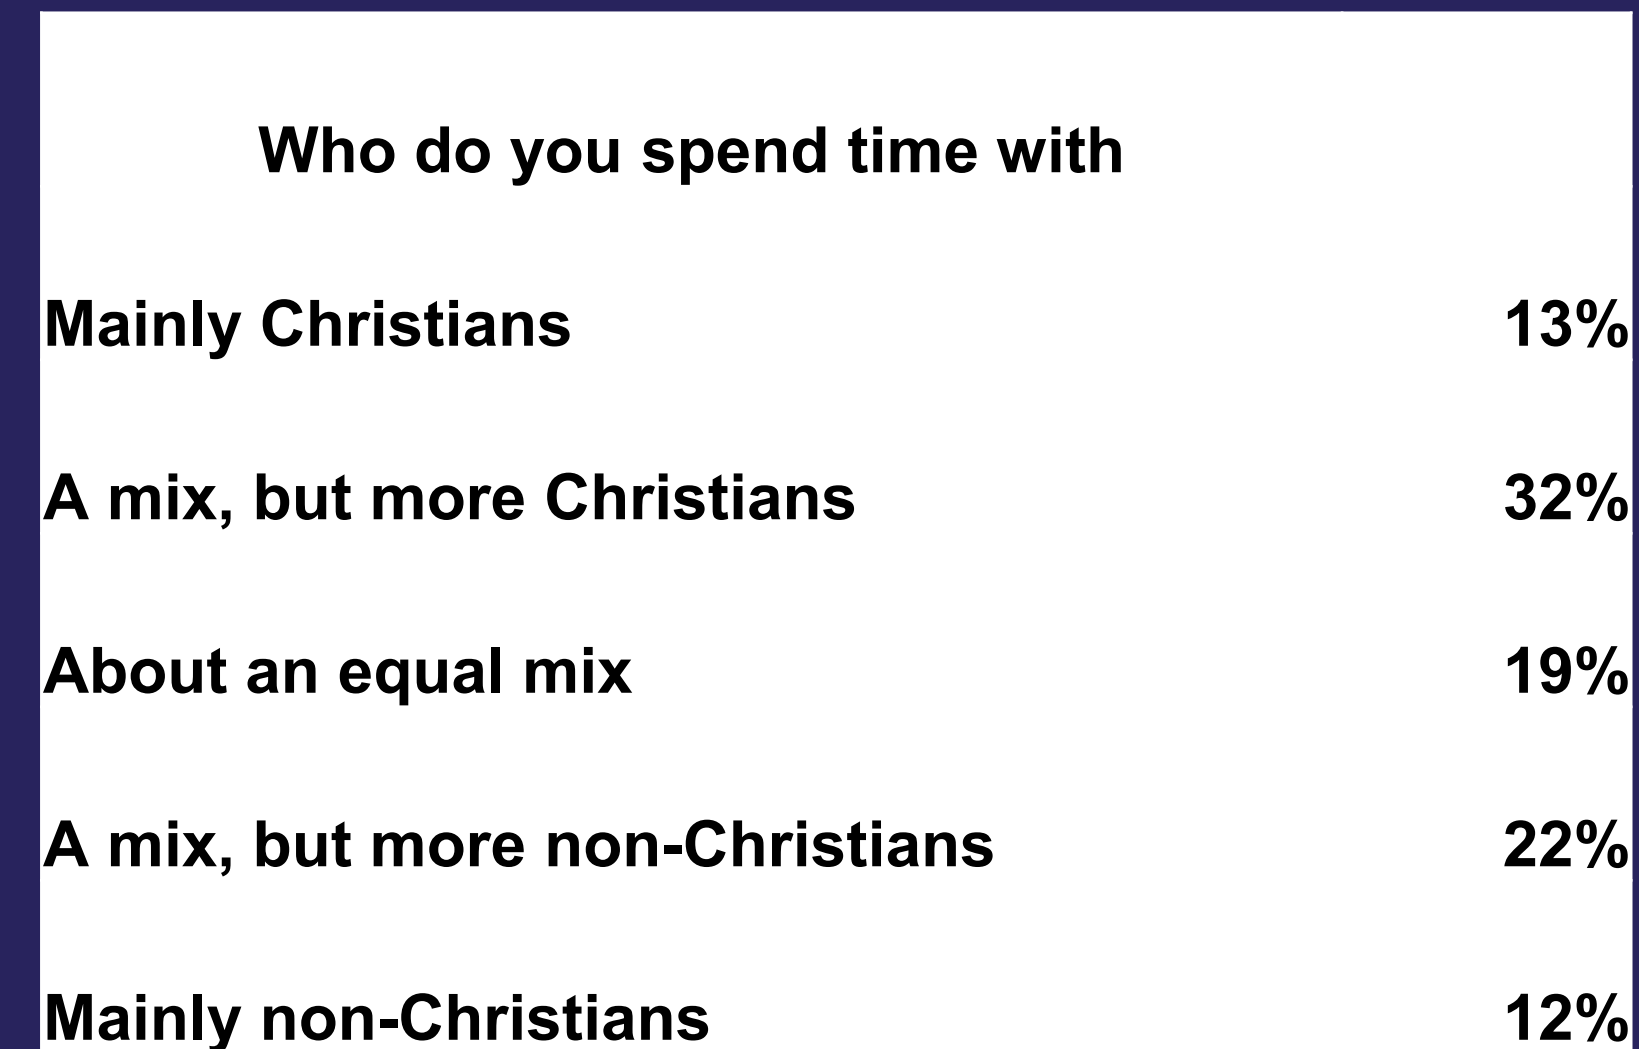 Who do you spend time with
Mainly Christians 13%
A mix, but more Christians 32%
About an equal mix 19%
A mix, but more non-Christians 22%
Mainly non-Christians 12%